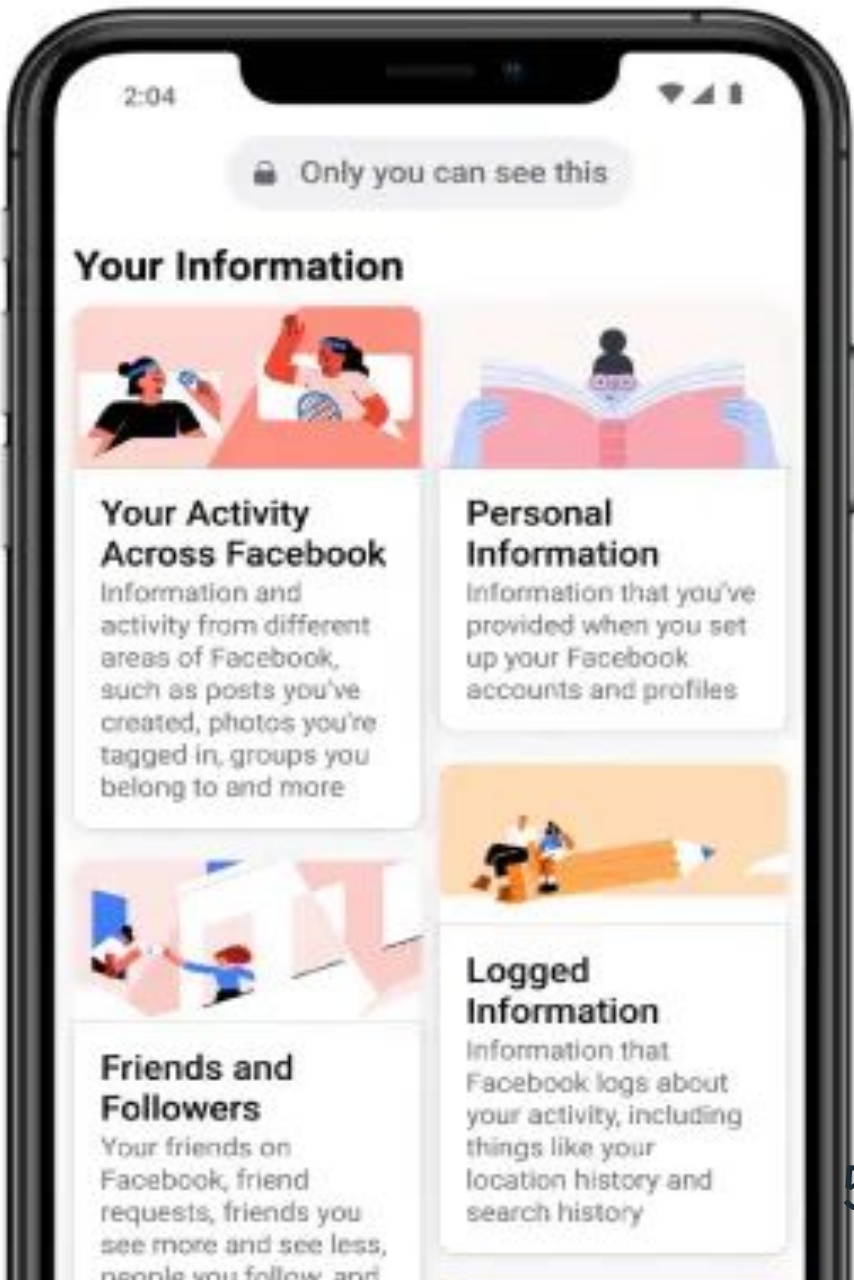 2:04
Only you can see this
Your Information
Your Activity
Across Facebook
Information and
activity from different
areas of Facebook,
such as posts you've
created, photos you're
tagged in, groups you
belong to and more
Personal
Information
Information that you've
provided when you set
up your Facebook
accounts and profiles
Friends and
Followers
Your friends on
Facebook, friend
requests, friends you
see more and see less,
people you follow, and
Logged
Information
Information that
Facebook logs about
your activity, including
things like your
location history and
search history